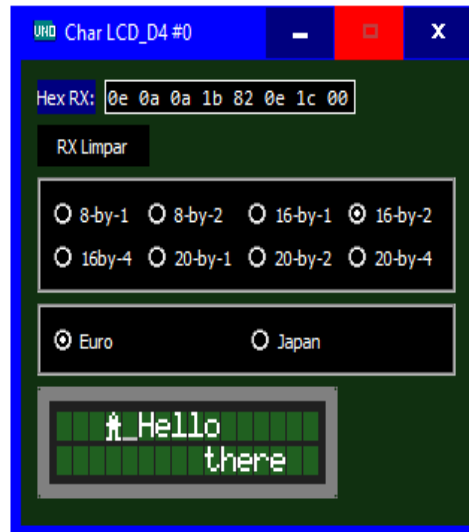 UNO Char LCD_D4 #0
Hex RX: 0e 0a 0a 1b 82 0e 1c 00
RX Limpar
8-by-1 8-by-2 16-by-1 16-by-2
16by-4 20-by-1 20-by-2 20-by-4
Euro Japan
_Hello
there